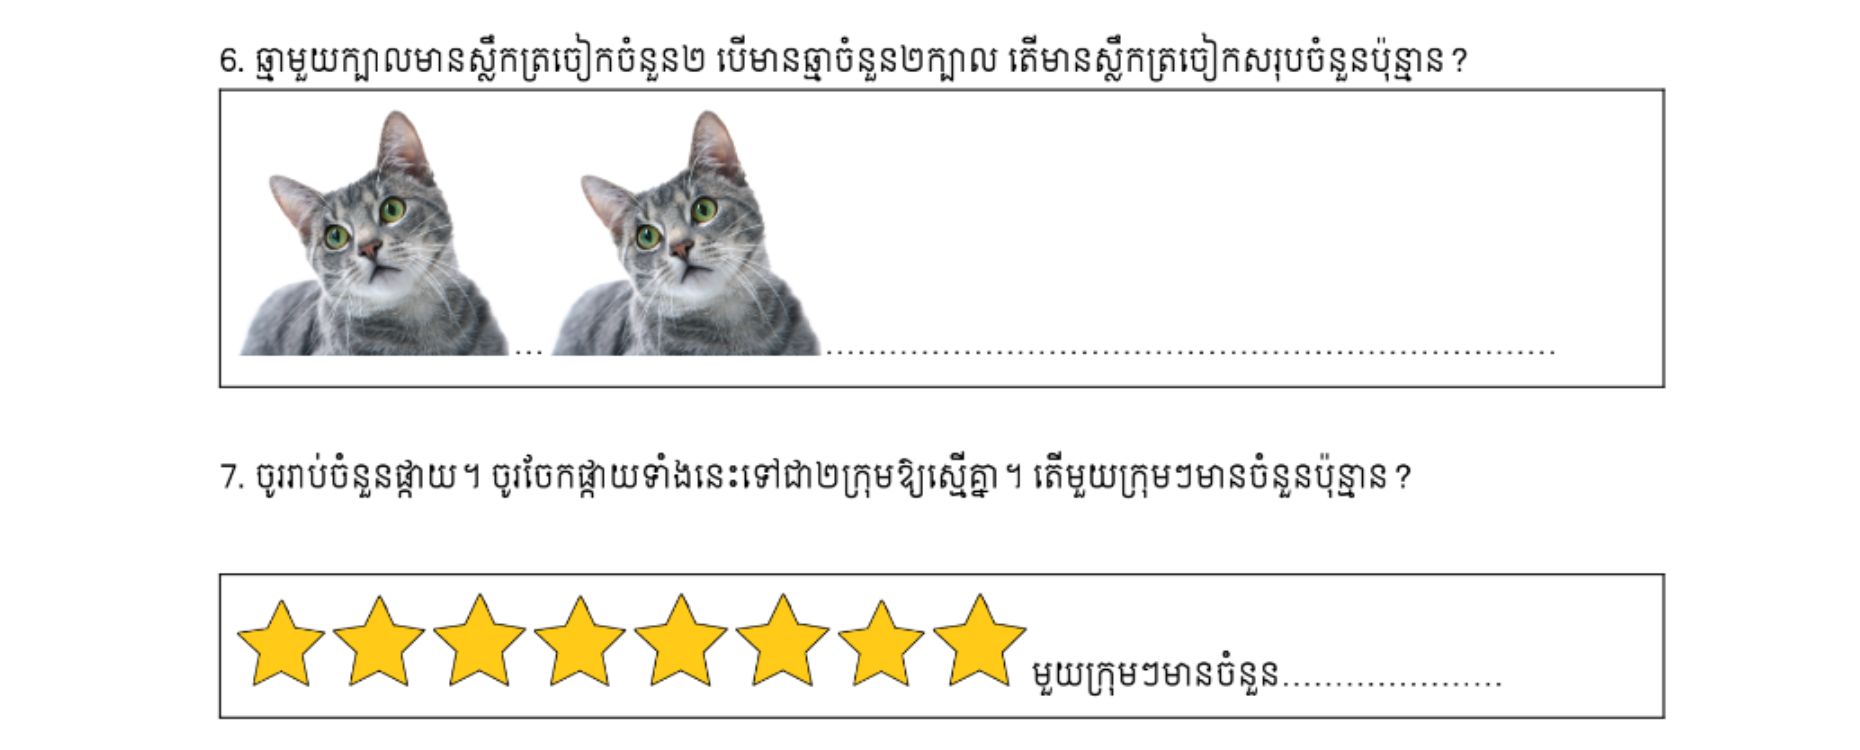 6. ឆ្មាមួយក្បាលមានស្លឹកត្រចៀកចំនួន២ បើមានឆ្មាចំនួន២ក្បាល តើមានស្លឹកត្រចៀកសរុបចំនួនប៉ុន្មាន?
...
........................................................................
7. ចូររាប់ចំនួនផ្កាយ។ ចូរចែកផ្កាយទាំងនេះទៅជា២ក្រុមឱ្យស្មើគ្នា។ តើមួយក្រុមៗមានចំនួនប៉ុន្មាន?
មួយក្រុមៗមានចំនួន.....................